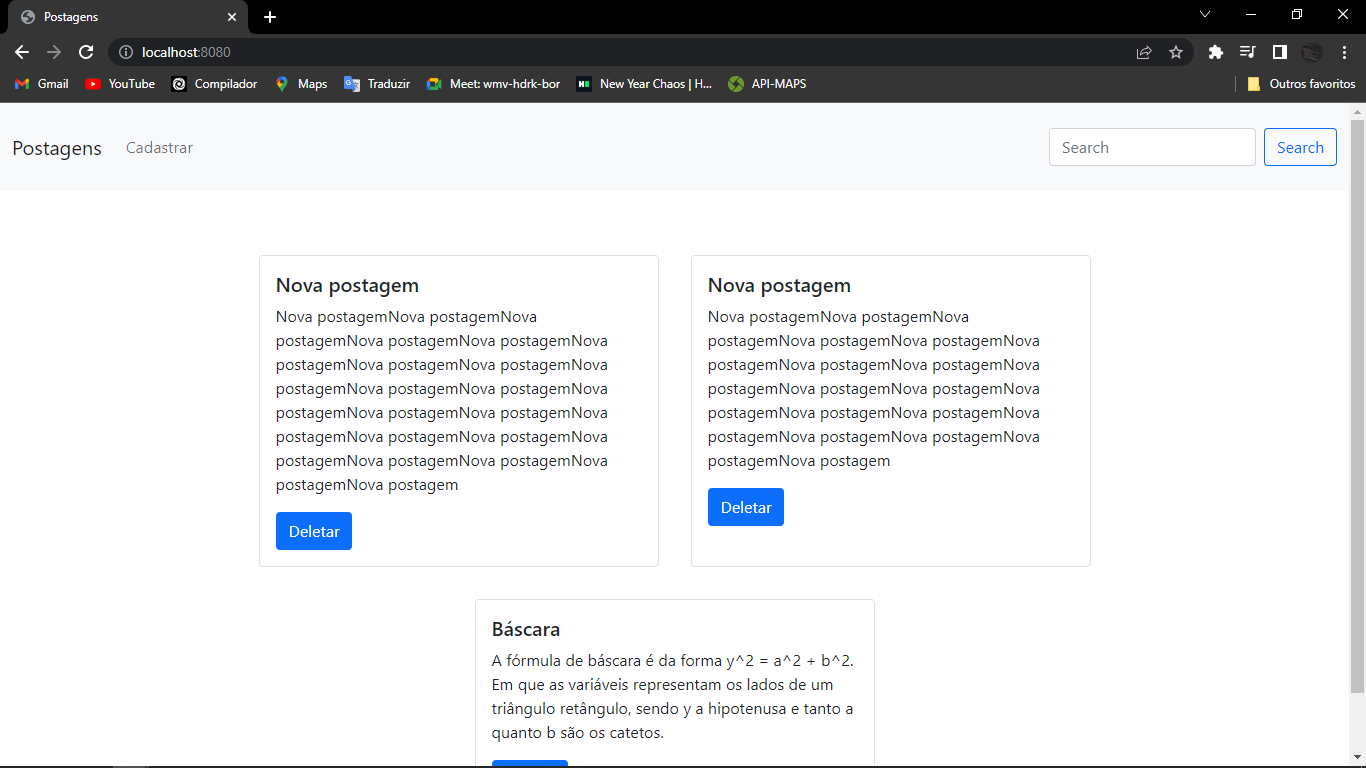 Postagens
localhost:8080
Gmail YouTube Compilador Maps Traduzir Meet: wmv-hdrk-bor New Year Chaos | H... API-MAPS Outros favoritos
Postagens Cadastrar Search Search
Nova postagem
Nova postagemNova postagemNova
postagemNova postagemNova postagemNova
postagemNova postagemNova postagemNova
postagemNova postagemNova postagemNova
postagemNova postagemNova postagemNova
postagemNova postagemNova postagemNova
postagemNova postagemNova postagemNova
postagemNova postagem
Deletar
Nova postagem
Nova postagemNova postagemNova
postagemNova postagemNova postagemNova
postagemNova postagemNova postagemNova
postagemNova postagemNova postagemNova
postagemNova postagemNova postagemNova
postagemNova postagemNova postagemNova
postagemNova postagem
Deletar
Báscara
A fórmula de báscara é da forma y^2 = a^2 + b^2.
Em que as variáveis representam os lados de um
triângulo retângulo, sendo y a hipotenusa e tanto a
quanto b são os catetos.